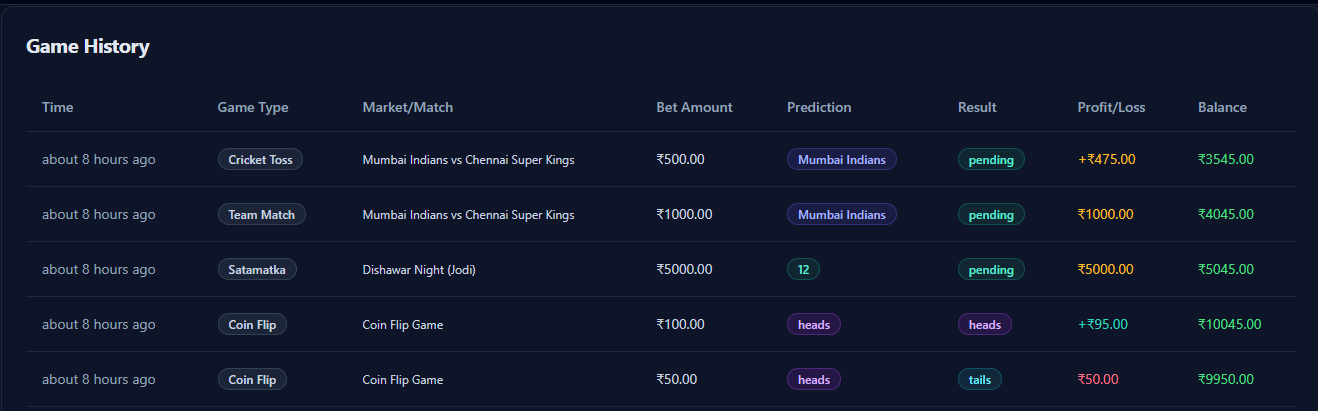 Game History
Time Game Type Market/Match Bet Amount Prediction Result Profit/Loss Balance
about 8 hours ago Cricket Toss Mumbai Indians vs Chennai Super Kings ₹500.00 Mumbai Indians pending +₹475.00 ₹3545.00
about 8 hours ago Team Match Mumbai Indians vs Chennai Super Kings ₹1000.00 Mumbai Indians pending ₹1000.00 ₹4045.00
about 8 hours ago Satamatka Dishawar Night (Jodi) ₹5000.00 12 pending ₹5000.00 ₹5045.00
about 8 hours ago Coin Flip Coin Flip Game ₹100.00 heads heads +₹95.00 ₹10045.00
about 8 hours ago Coin Flip Coin Flip Game ₹50.00 heads tails ₹50.00 ₹9950.00